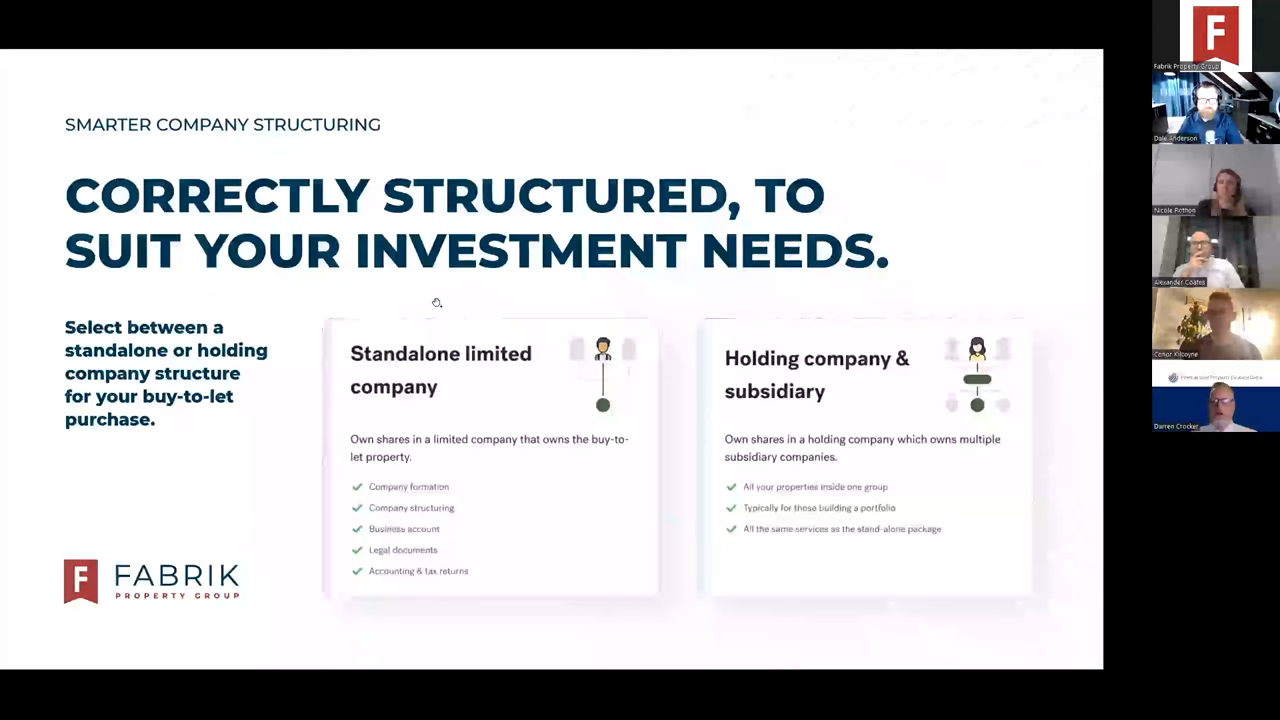 SMARTER COMPANY STRUCTURING
CORRECTLY STRUCTURED, TO
SUIT YOUR INVESTMENT NEEDS.
Select between a
standalone or holding
company structure
for your buy-to-let
purchase.
Standalone limited
company
Own shares in a limited company that owns the buy-to-
let property.
Company formation
Company structuring
Business account
Legal documents
Accounting & tax returns
Holding company &
subsidiary
Own shares in a holding company which owns multiple
subsidiary companies.
All your properties inside one group
Typically for those building a portfolio
All the same services as the stand-alone package
F
FABRIK
PROPERTY GROUP
F
Fabrik Property Group
Dale Anderson
Nicole Rothon
Alexander Coates
Conor Kilcoyne
Darren Crocker